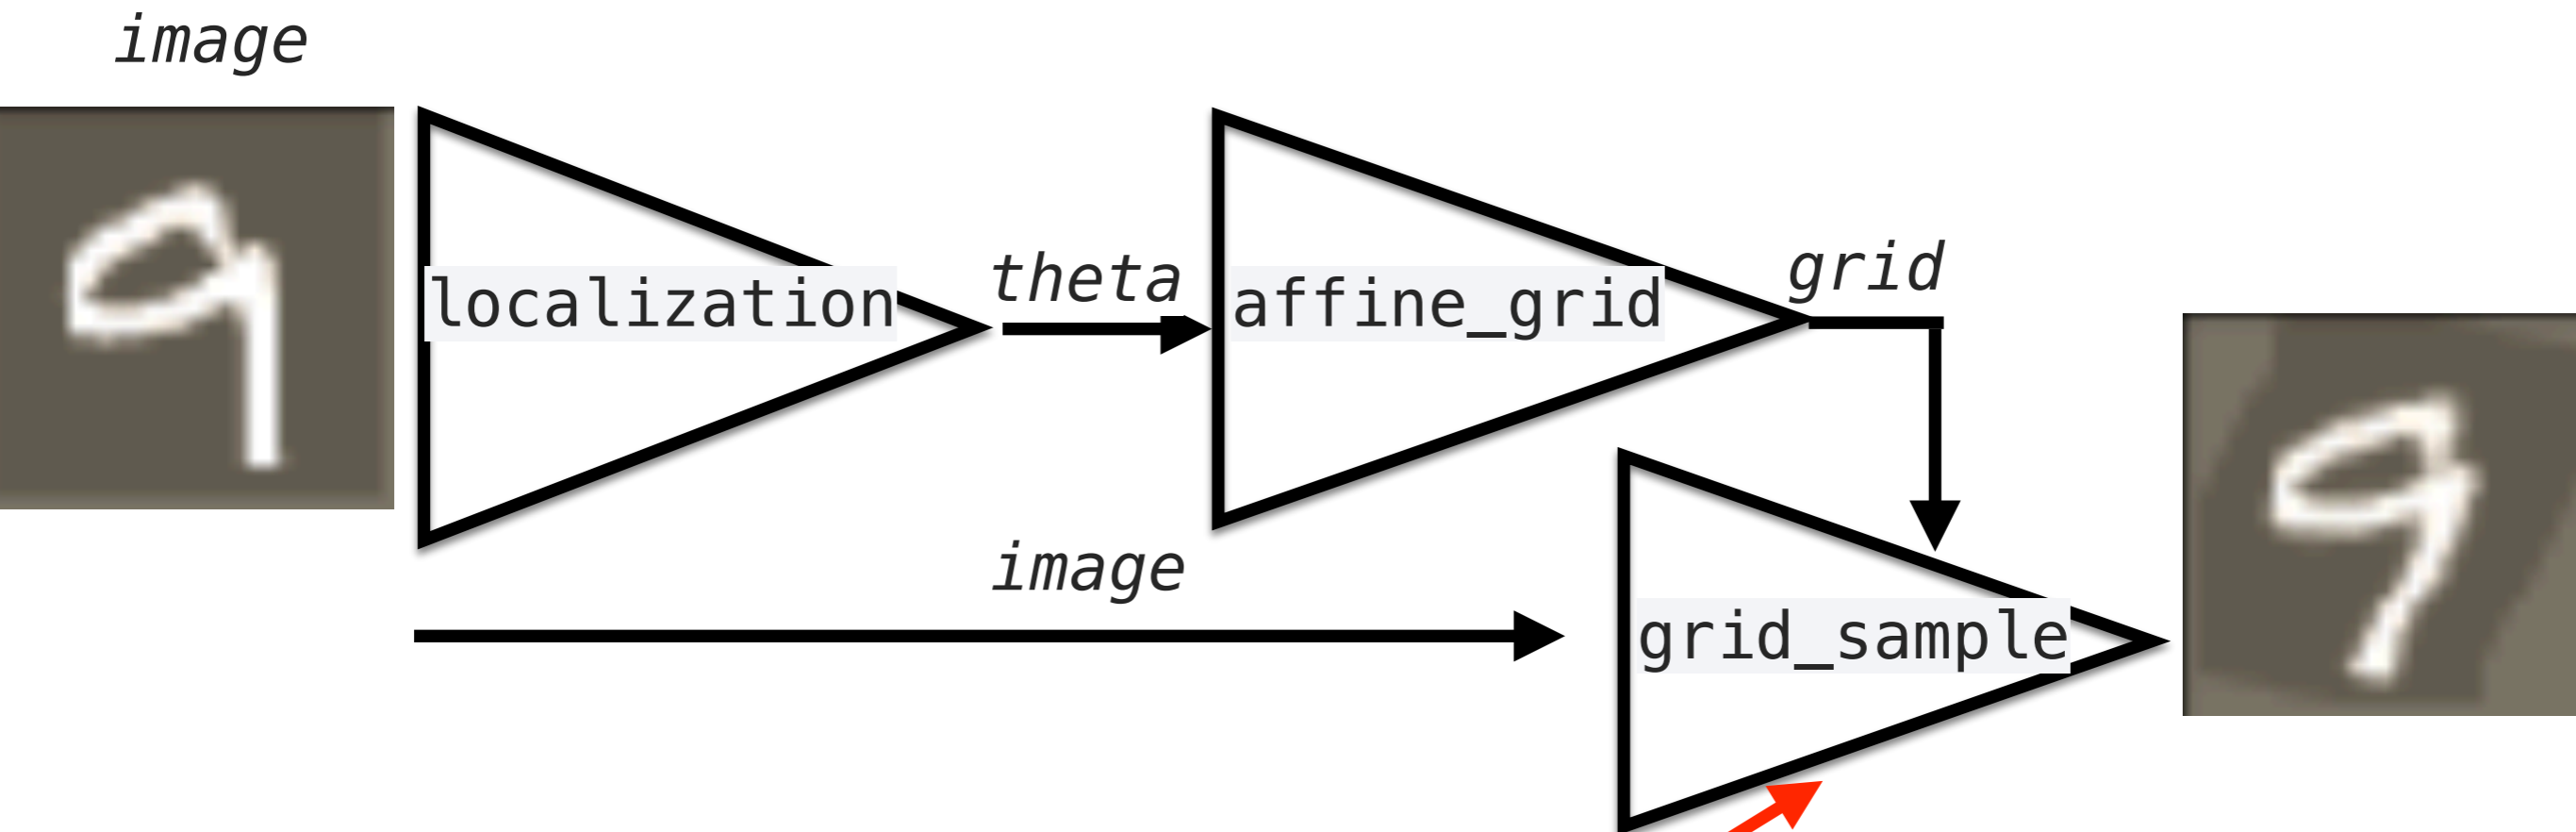 image
localization
theta
affine_grid
grid
image
grid_sample